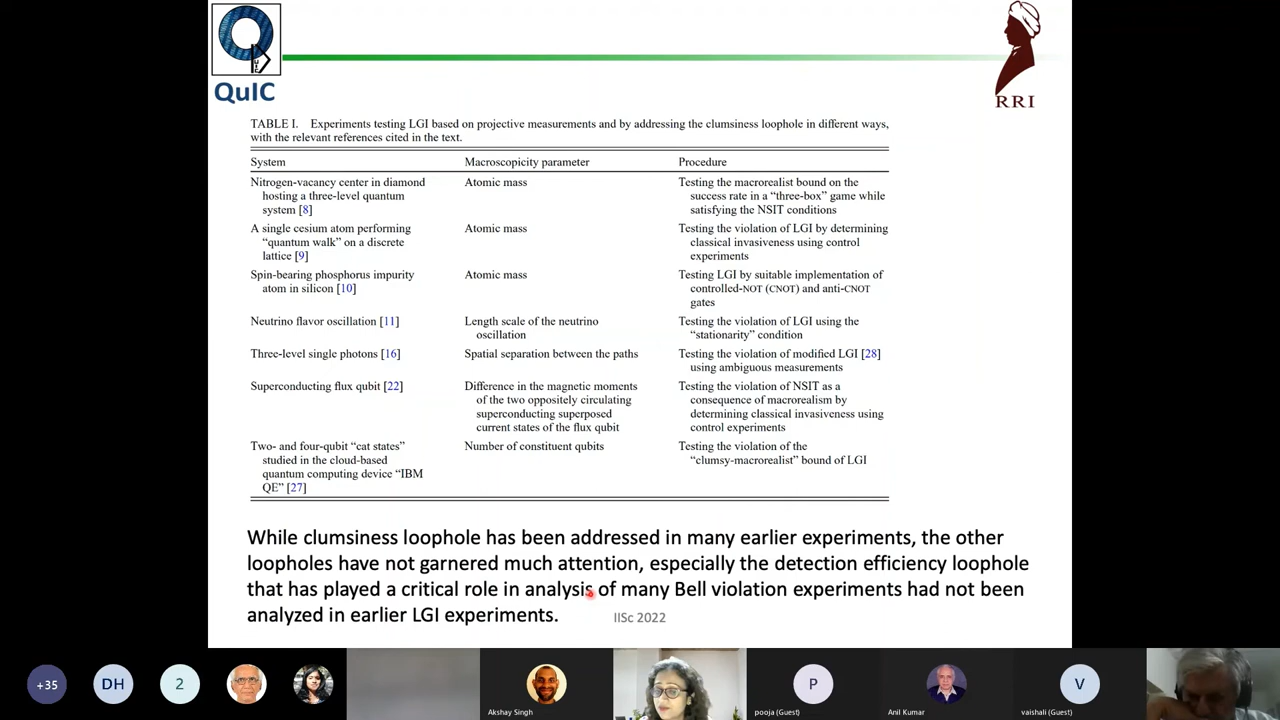 QuIC
RRI
TABLE I. Experiments testing LGI based on projective measurements and by addressing the clumsiness loophole in different ways,
with the relevant references cited in the text.
System Macroscopicity parameter Procedure
Nitrogen-vacancy center in diamond Atomic mass Testing the macrorealist bound on the
hosting a three-level quantum success rate in a “three-box” game while
system [8] satisfying the NSIT conditions
A single cesium atom performing Atomic mass Testing the violation of LGI by determining
“quantum walk” on a discrete classical invasiveness using control
lattice [9] experiments
Spin-bearing phosphorus impurity Atomic mass Testing LGI by suitable implementation of
atom in silicon [10] controlled-NOT (CNOT) and anti-CNOT
gates
Neutrino flavor oscillation [11] Length scale of the neutrino Testing the violation of LGI using the
oscillation “stationarity” condition
Three-level single photons [16] Spatial separation between the paths Testing the violation of modified LGI [28]
using ambiguous measurements
Superconducting flux qubit [22] Difference in the magnetic moments Testing the violation of NSIT as a
of the two oppositely circulating consequence of macrorealism by
superconducting superposed determining classical invasiveness using
current states of the flux qubit control experiments
Two- and four-qubit “cat states” Number of constituent qubits Testing the violation of the
studied in the cloud-based “clumsy-macrorealist” bound of LGI
quantum computing device “IBM
QE” [27]
While clumsiness loophole has been addressed in many earlier experiments, the other
loopholes have not garnered much attention, especially the detection efficiency loophole
that has played a critical role in analysis of many Bell violation experiments had not been
analyzed in earlier LGI experiments.
IISc 2022
+35 DH 2 P V
Akshay Singh pooja (Guest) Anil Kumar vaishali (Guest)